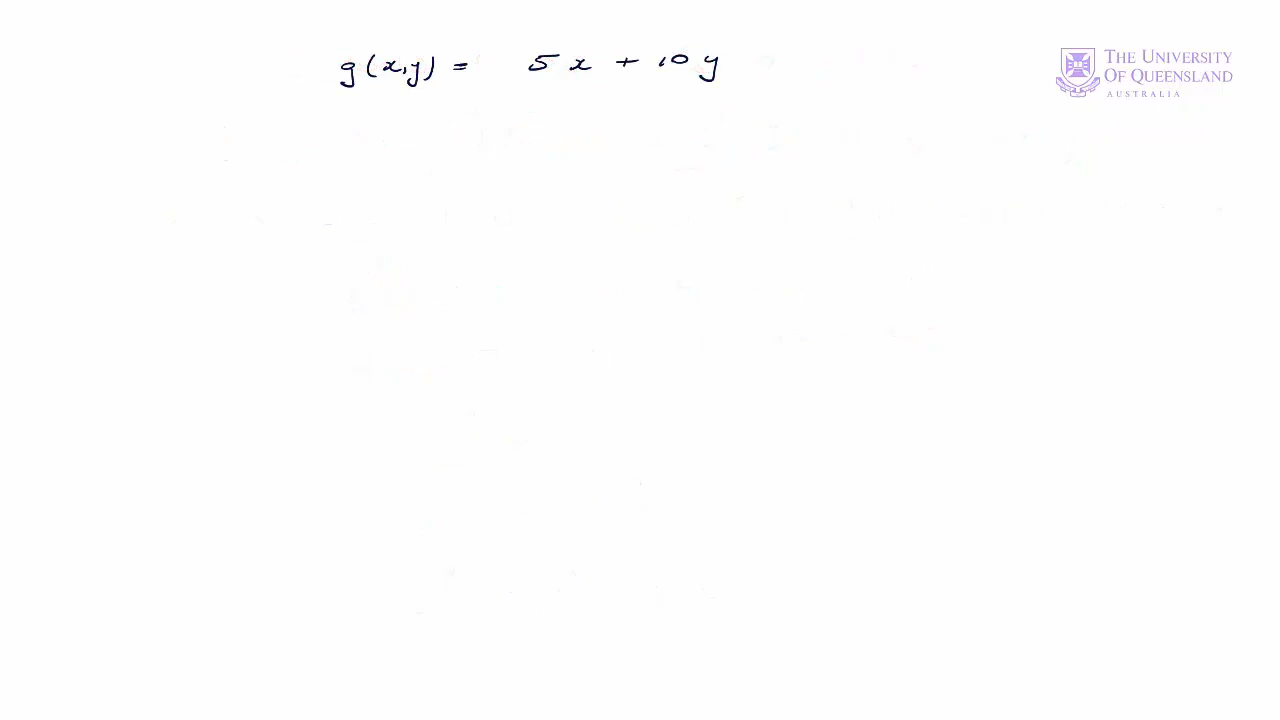 g(x,y) = 5x + 10y
THE UNIVERSITY
OF QUEENSLAND
AUSTRALIA